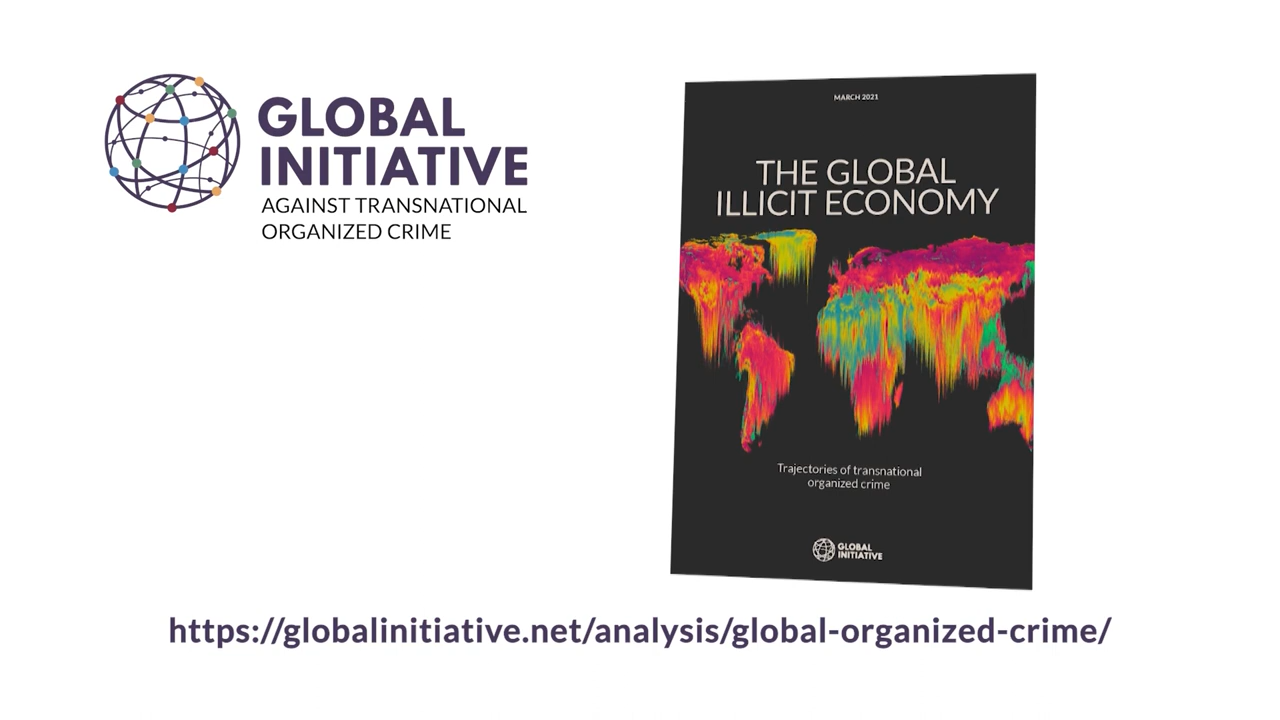 GLOBAL
INITIATIVE
AGAINST TRANSNATIONAL
ORGANIZED CRIME
MARCH 2021
THE GLOBAL
ILLICIT ECONOMY
Trajectories of transnational
organized crime
GLOBAL
INITIATIVE
https://globalinitiative.net/analysis/global-organized-crime/